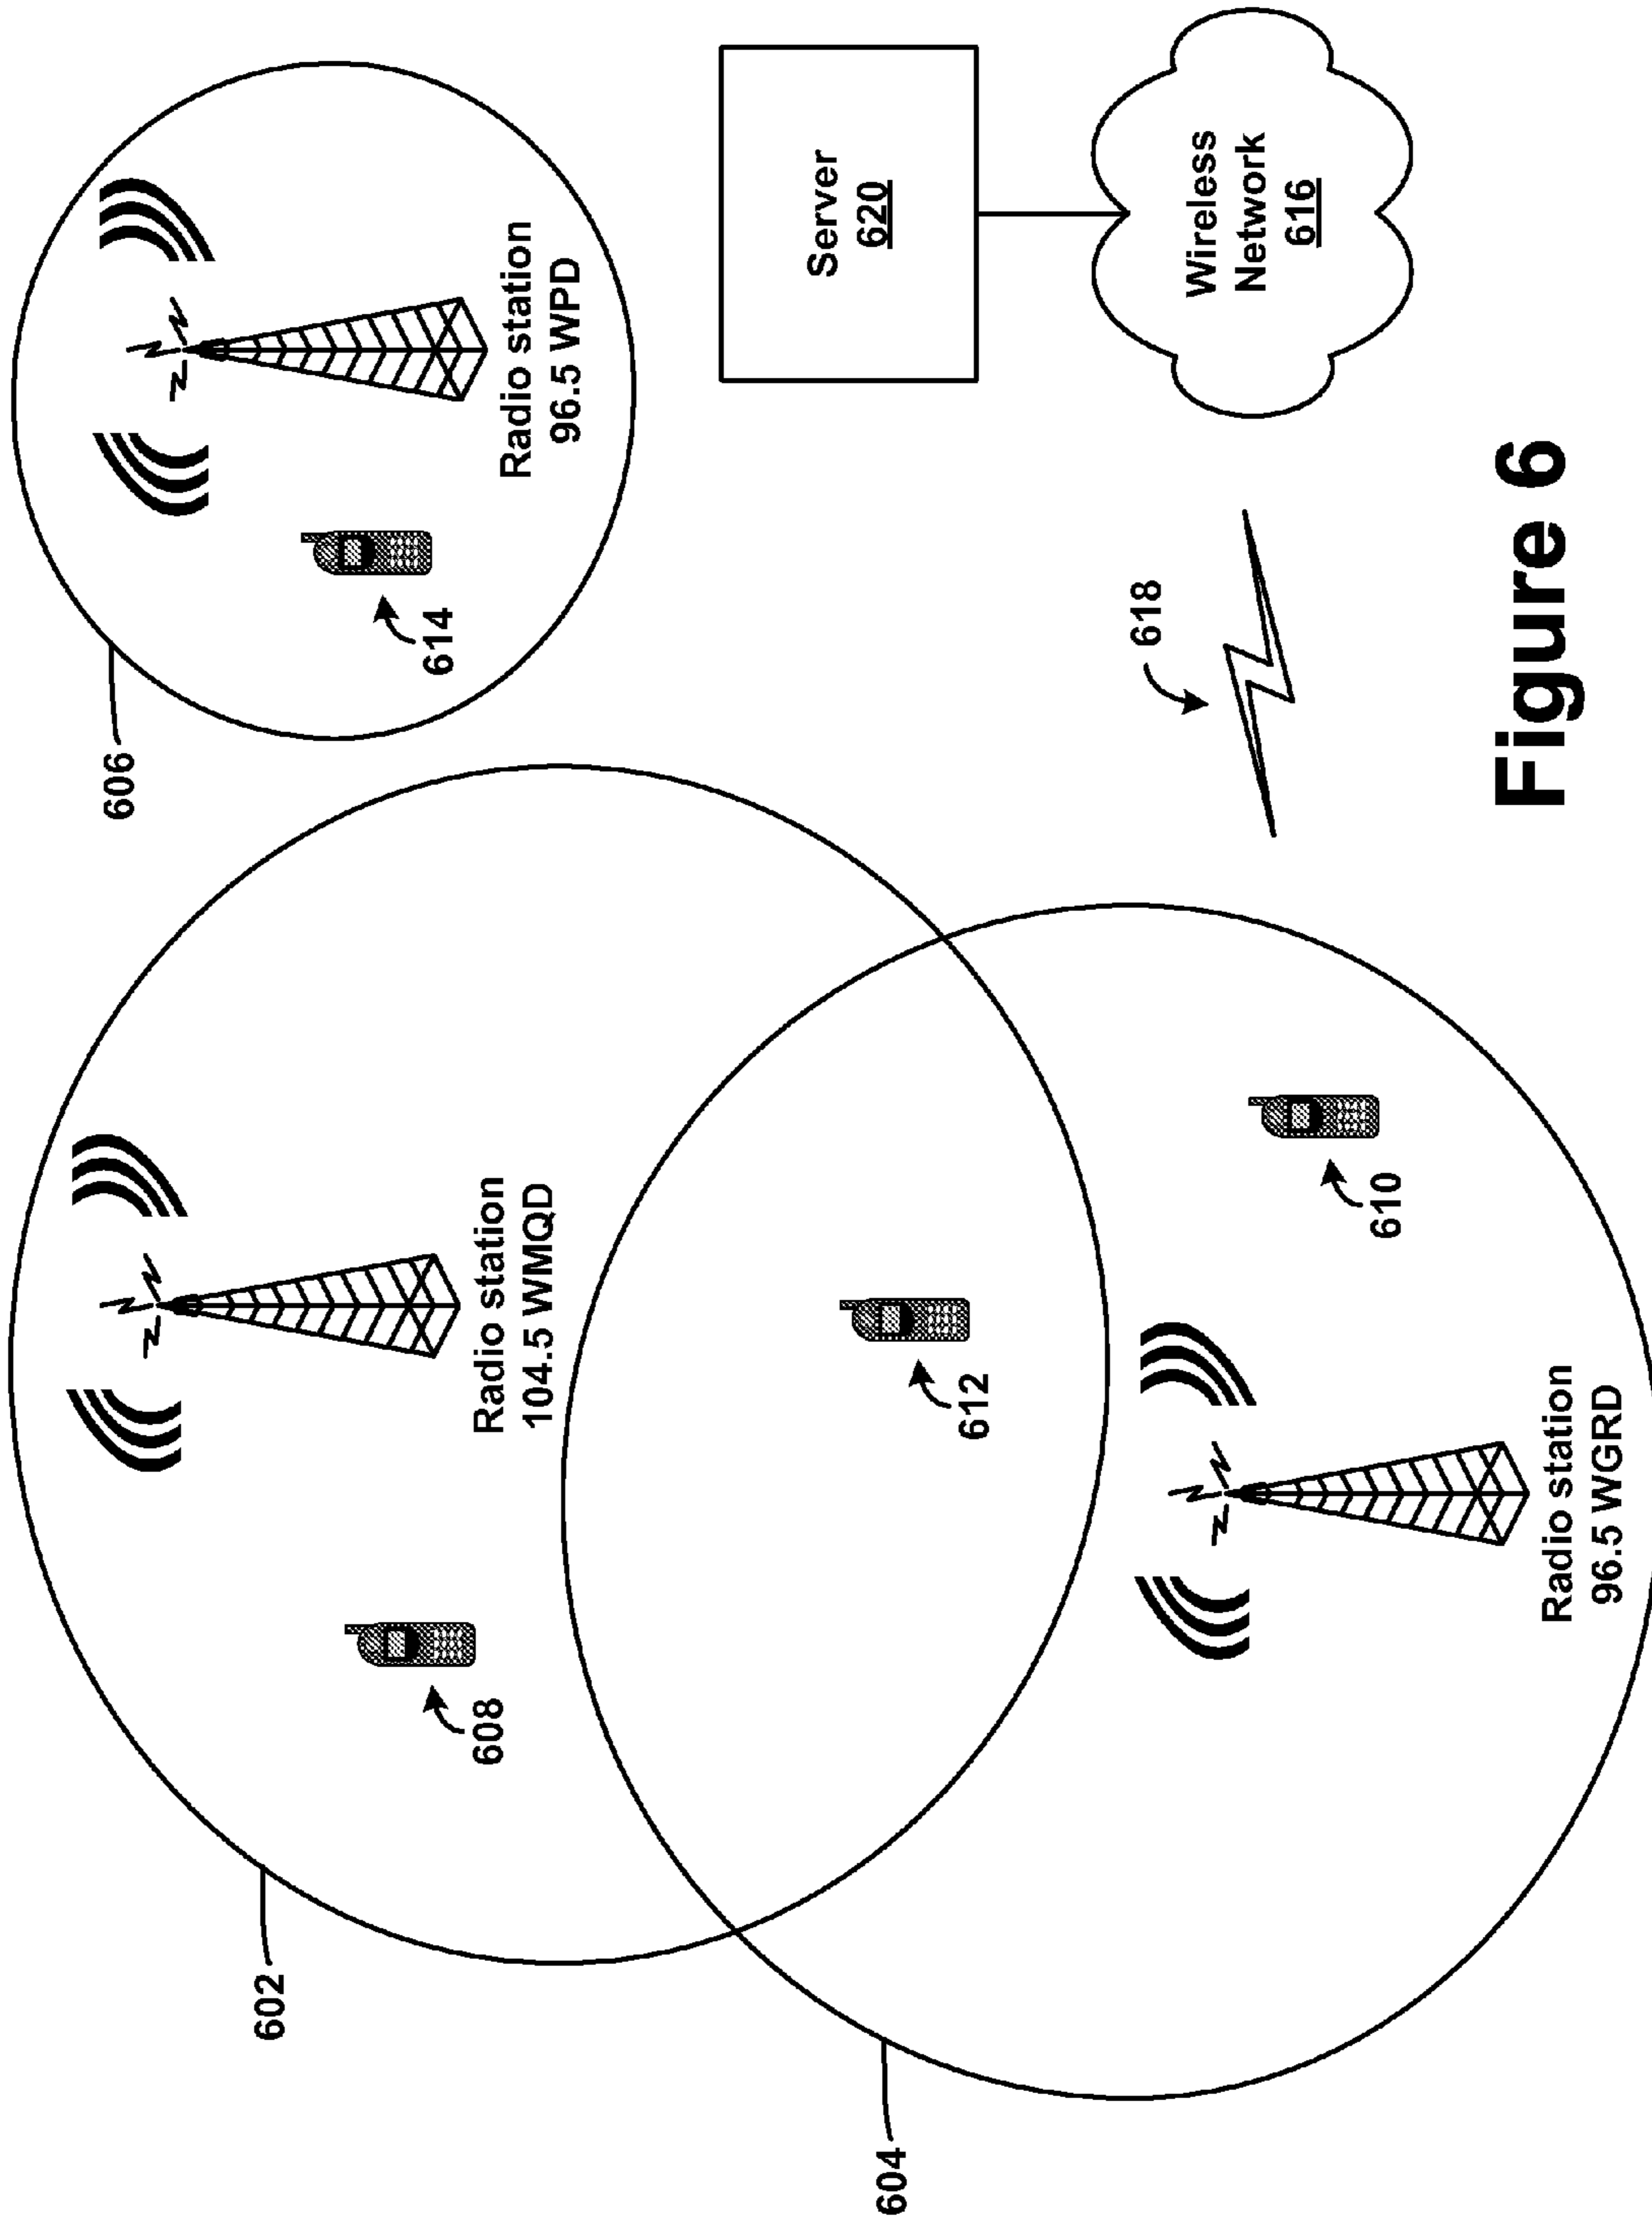 602
608
Radio station
104.5 WMQD
606
614
Radio station
96.5 WPD
604
612
610
Radio station
96.5 WGRD
618
Server
620
Wireless
Network
616
Figure 6